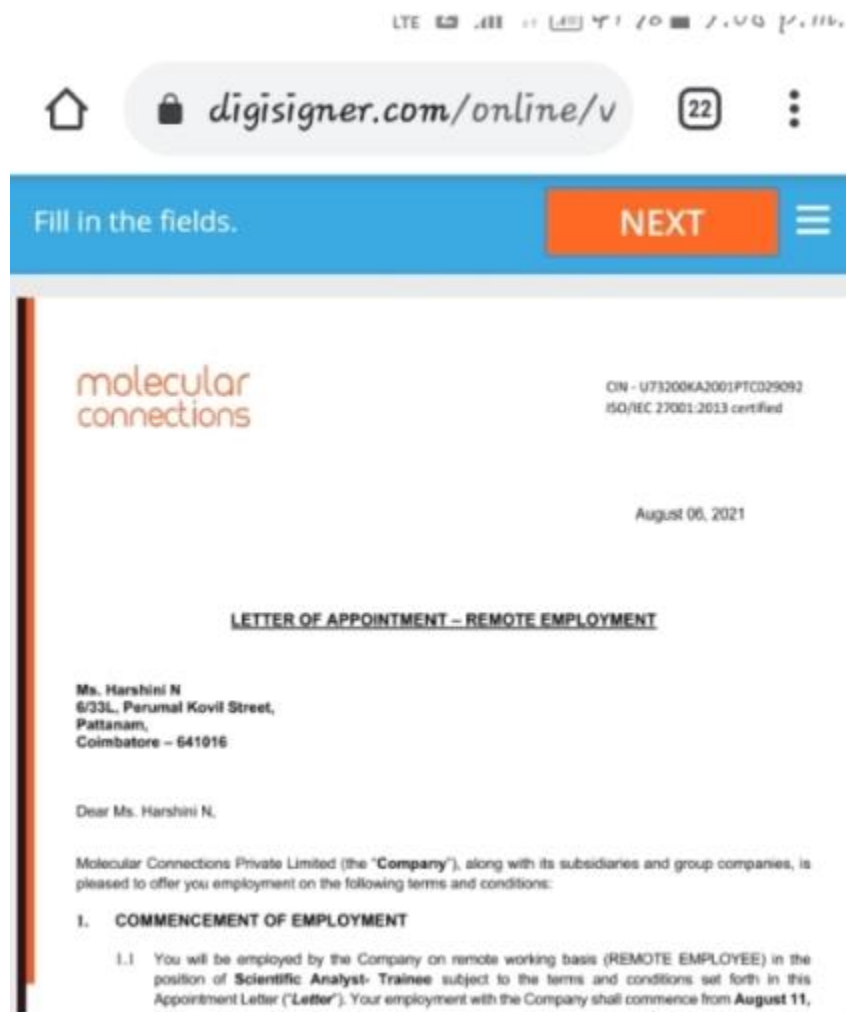 LTE
digisigner.com/online/v
22
Fill in the fields.
NEXT
molecular
connections
CIN - U73200KA2001PTC029092
ISO/IEC 27001:2013 certified
August 06, 2021
LETTER OF APPOINTMENT – REMOTE EMPLOYMENT
Ms. Harshini N
6/33L, Perumal Kovil Street,
Pattanam,
Coimbatore – 641016
Dear Ms. Harshini N,
Molecular Connections Private Limited (the "Company"), along with its subsidiaries and group companies, is
pleased to offer you employment on the following terms and conditions:
1. COMMENCEMENT OF EMPLOYMENT
1.1 You will be employed by the Company on remote working basis (REMOTE EMPLOYEE) in the
position of Scientific Analyst- Trainee subject to the terms and conditions set forth in this
Appointment Letter ("Letter"). Your employment with the Company shall commence from August 11,